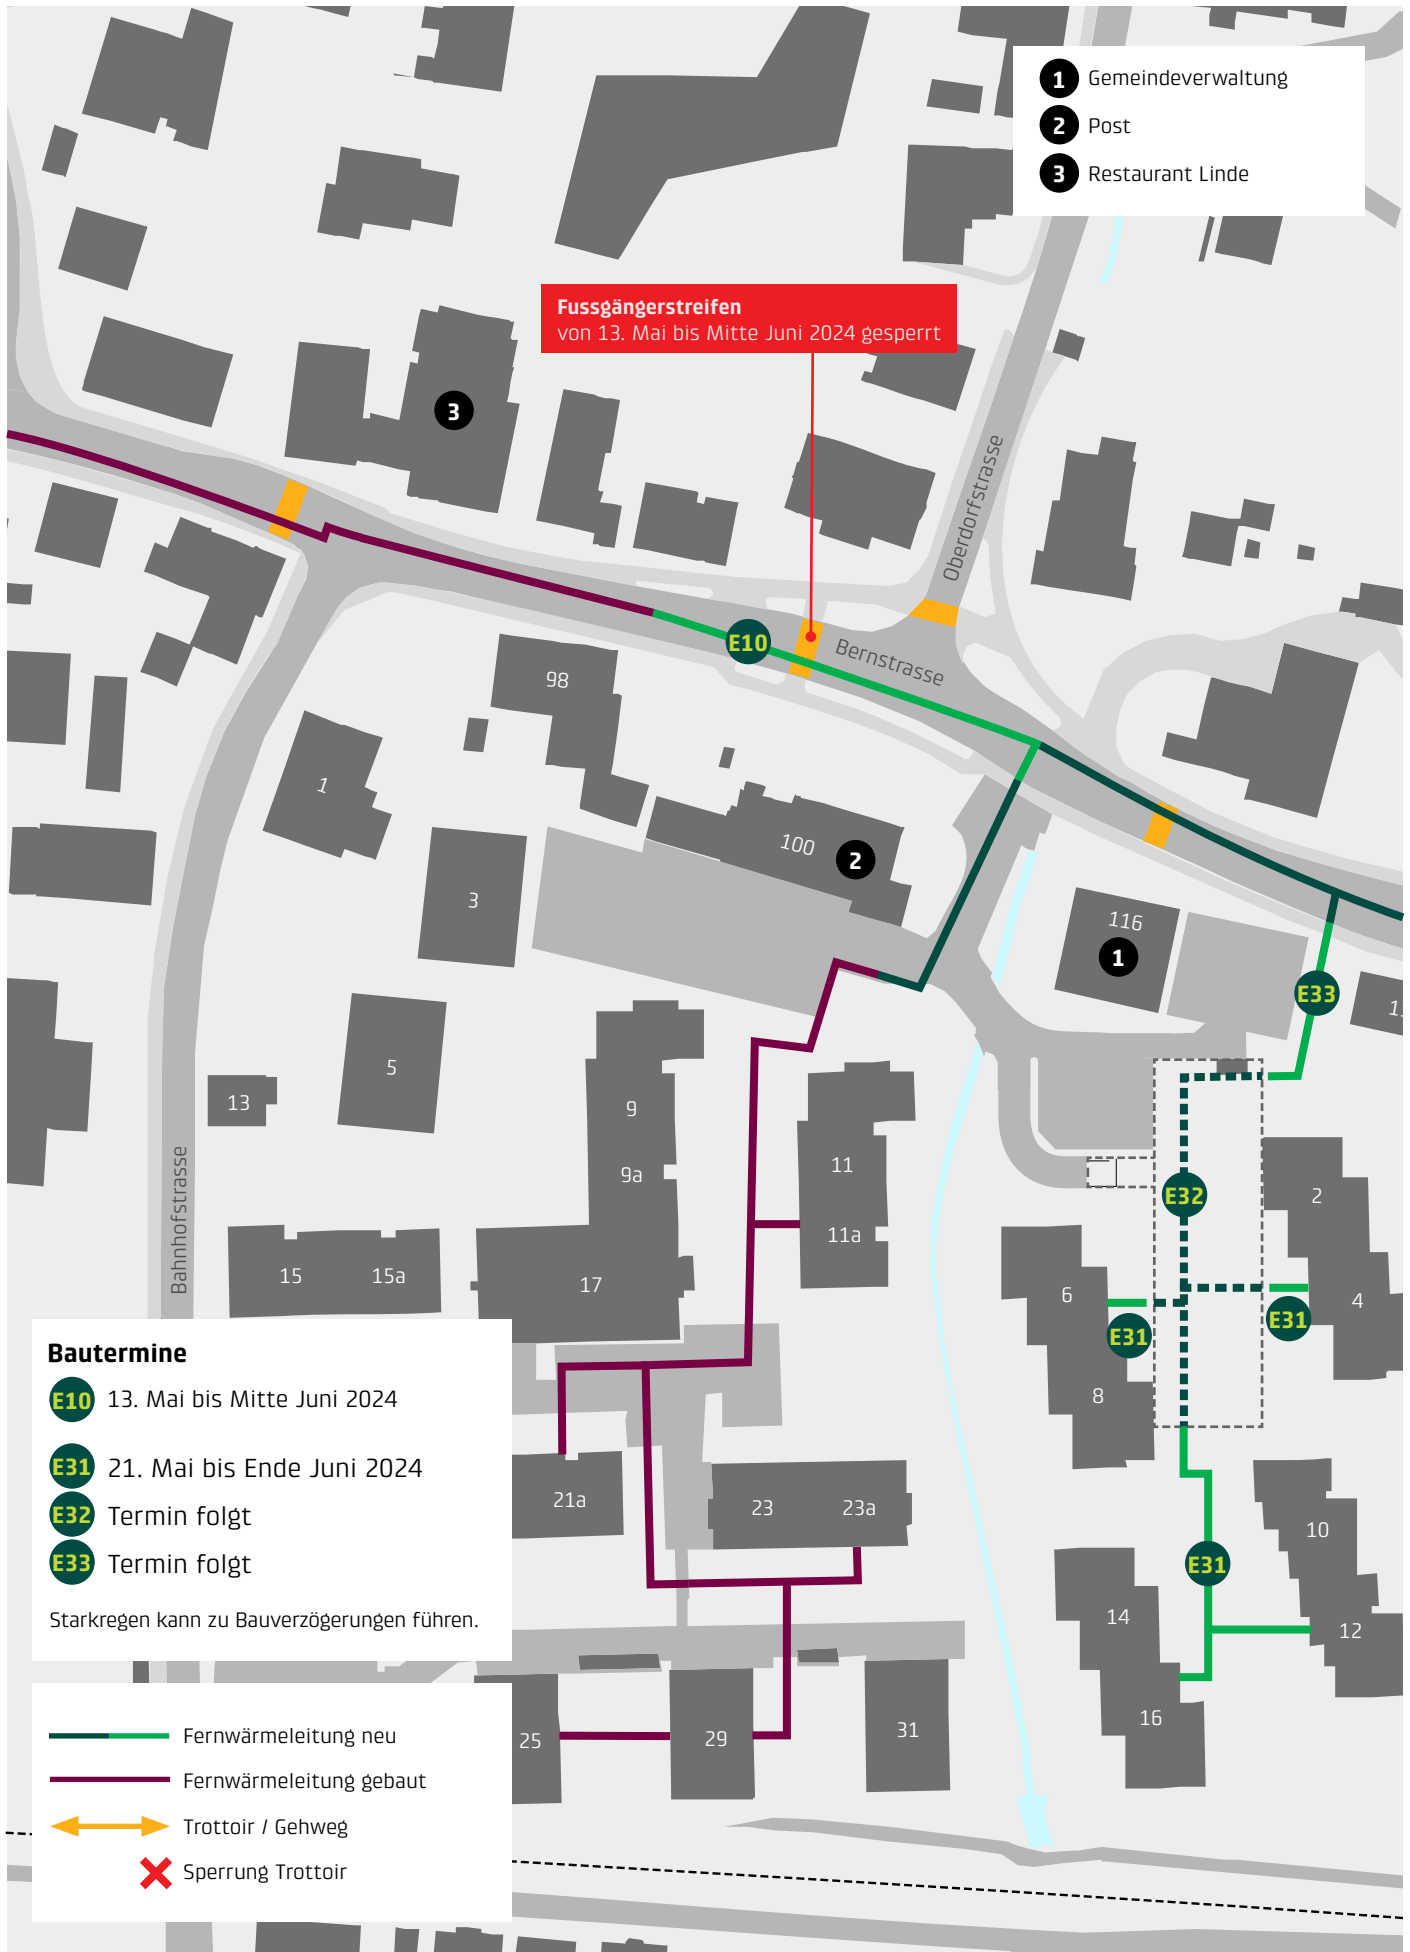 1 Gemeindeverwaltung
2 Post
3 Restaurant Linde
Fussgängerstreifen
von 13. Mai bis Mitte Juni 2024 gesperrt
3
Oberdorfstrasse
E10
Bernstrasse
98
1
100
2
3
116
1
E33
5
13
9
9a
11
11a
E32
2
Bahnhofstrasse
15
15a
17
6
4
E31
E31
8
21a
23
23a
10
E31
14
12
16
25
29
31
Bautermine
E10 13. Mai bis Mitte Juni 2024
E31 21. Mai bis Ende Juni 2024
E32 Termin folgt
E33 Termin folgt
Starkregen kann zu Bauverzögerungen führen.
Fernwärmeleitung neu
Fernwärmeleitung gebaut
Trottoir / Gehweg
Sperrung Trottoir